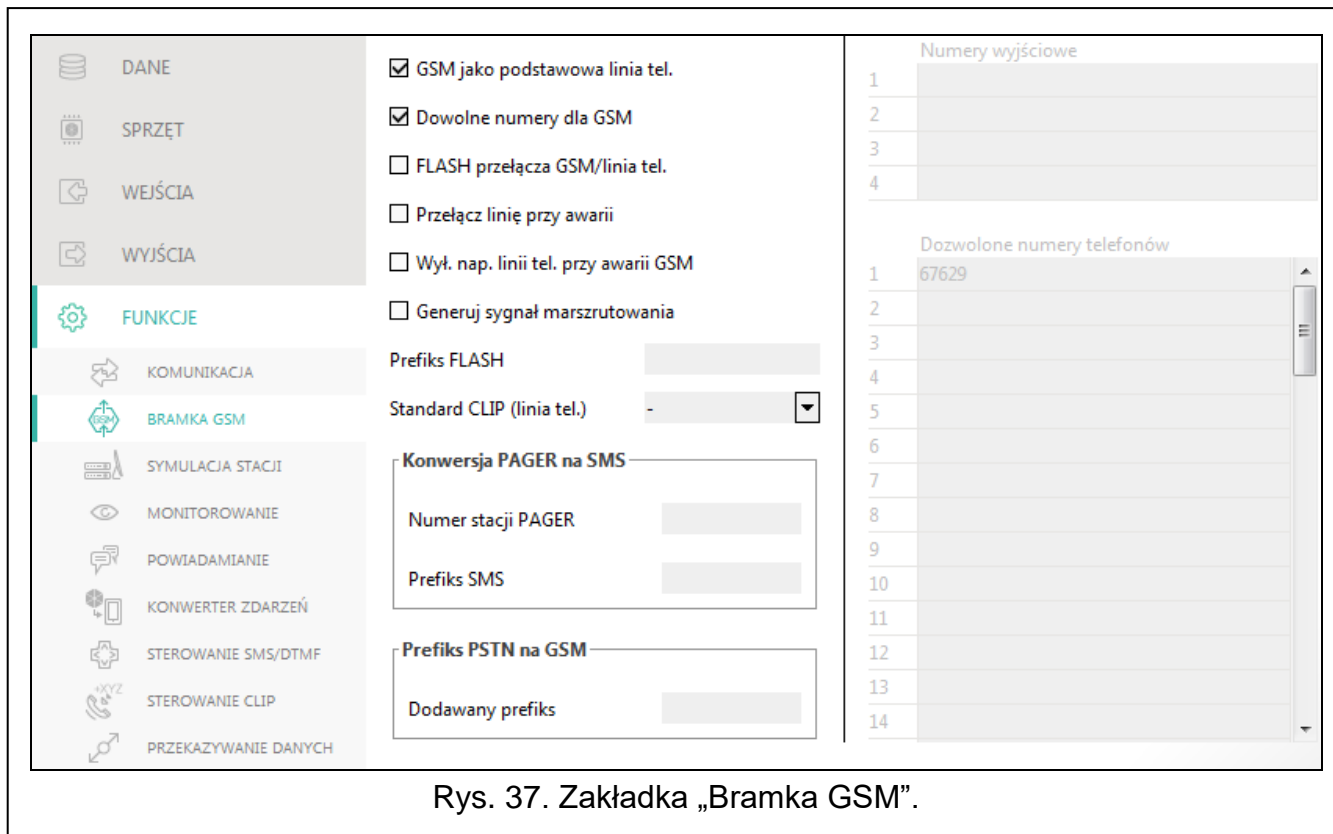 DANE
SPRZĘT
WEJŚCIA
WYJŚCIA
FUNKCJE
KOMUNIKACJA
BRAMKA GSM
SYMULACJA STACJI
MONITOROWANIE
POWIADAMIANIE
KONWERTER ZDARZEŃ
STEROWANIE SMS/DTMF
STEROWANIE CLIP
PRZEKAZYWANIE DANYCH
GSM jako podstawowa linia tel.
Dowolne numery dla GSM
FLASH przełącza GSM/linia tel.
Przełącz linię przy awarii
Wył. nap. linii tel. przy awarii GSM
Generuj sygnał marszrutowania
Prefiks FLASH
Standard CLIP (linia tel.) -
Konwersja PAGER na SMS
Numer stacji PAGER
Prefiks SMS
Prefiks PSTN na GSM
Dodawany prefiks
Numery wyjściowe
1
2
3
4
Dozwolone numery telefonów
1 67629
2
3
4
5
6
7
8
9
10
11
12
13
14
Rys. 37. Zakładka „Bramka GSM”.